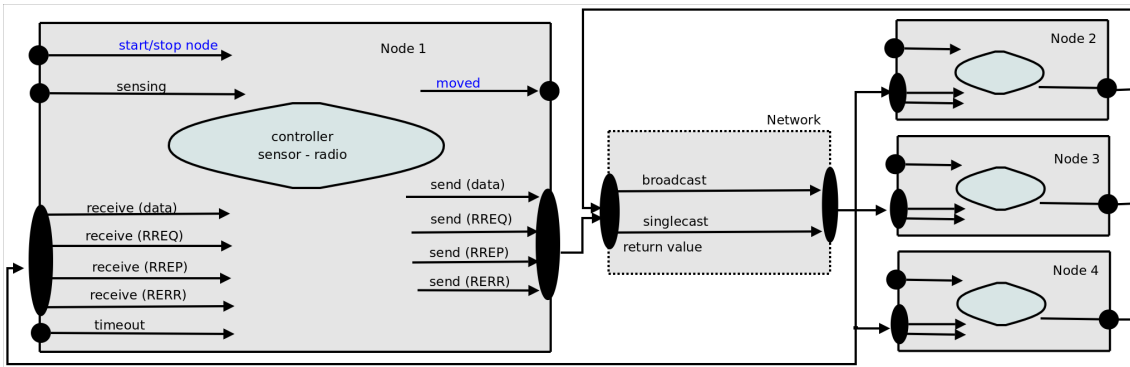 start/stop node
Node 1
sensing
moved
controller
sensor - radio
receive (data)
receive (RREQ)
receive (RREP)
receive (RERR)
timeout
send (data)
send (RREQ)
send (RREP)
send (RERR)
Network
broadcast
singlecast
return value
Node 2
Node 3
Node 4